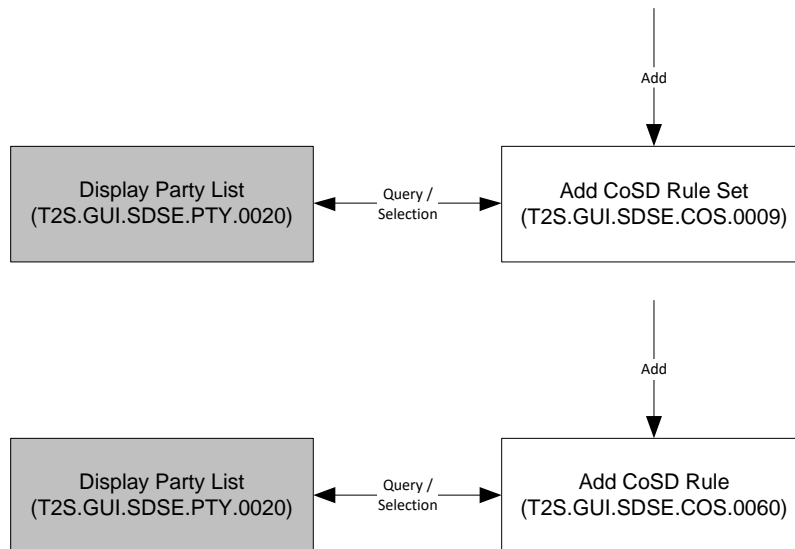 Add
Display Party List
(T2S.GUI.SDSE.PTY.0020)
Query /
Selection
Add CoSD Rule Set
(T2S.GUI.SDSE.COS.0009)
Add
Display Party List
(T2S.GUI.SDSE.PTY.0020)
Query /
Selection
Add CoSD Rule
(T2S.GUI.SDSE.COS.0060)